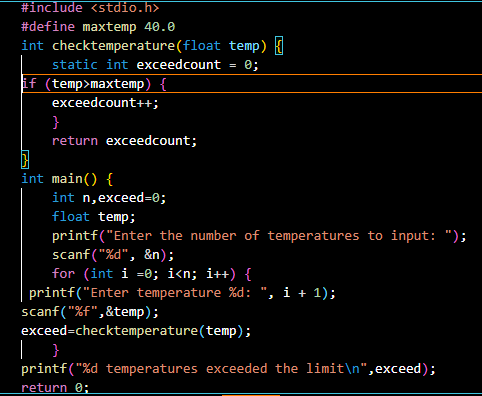 #include <stdio.h>
#define maxtemp 40.0
int checktemperature(float temp) {
static int exceedcount = 0;
if (temp>maxtemp) {
exceedcount++;
}
return exceedcount;
}
int main() {
int n,exceed=0;
float temp;
printf("Enter the number of temperatures to input: ");
scanf("%d", &n);
for (int i =0; i<n; i++) {
printf("Enter temperature %d: ", i + 1);
scanf("%f",&temp);
exceed=checktemperature(temp);
}
printf("%d temperatures exceeded the limit\n",exceed);
return 0;